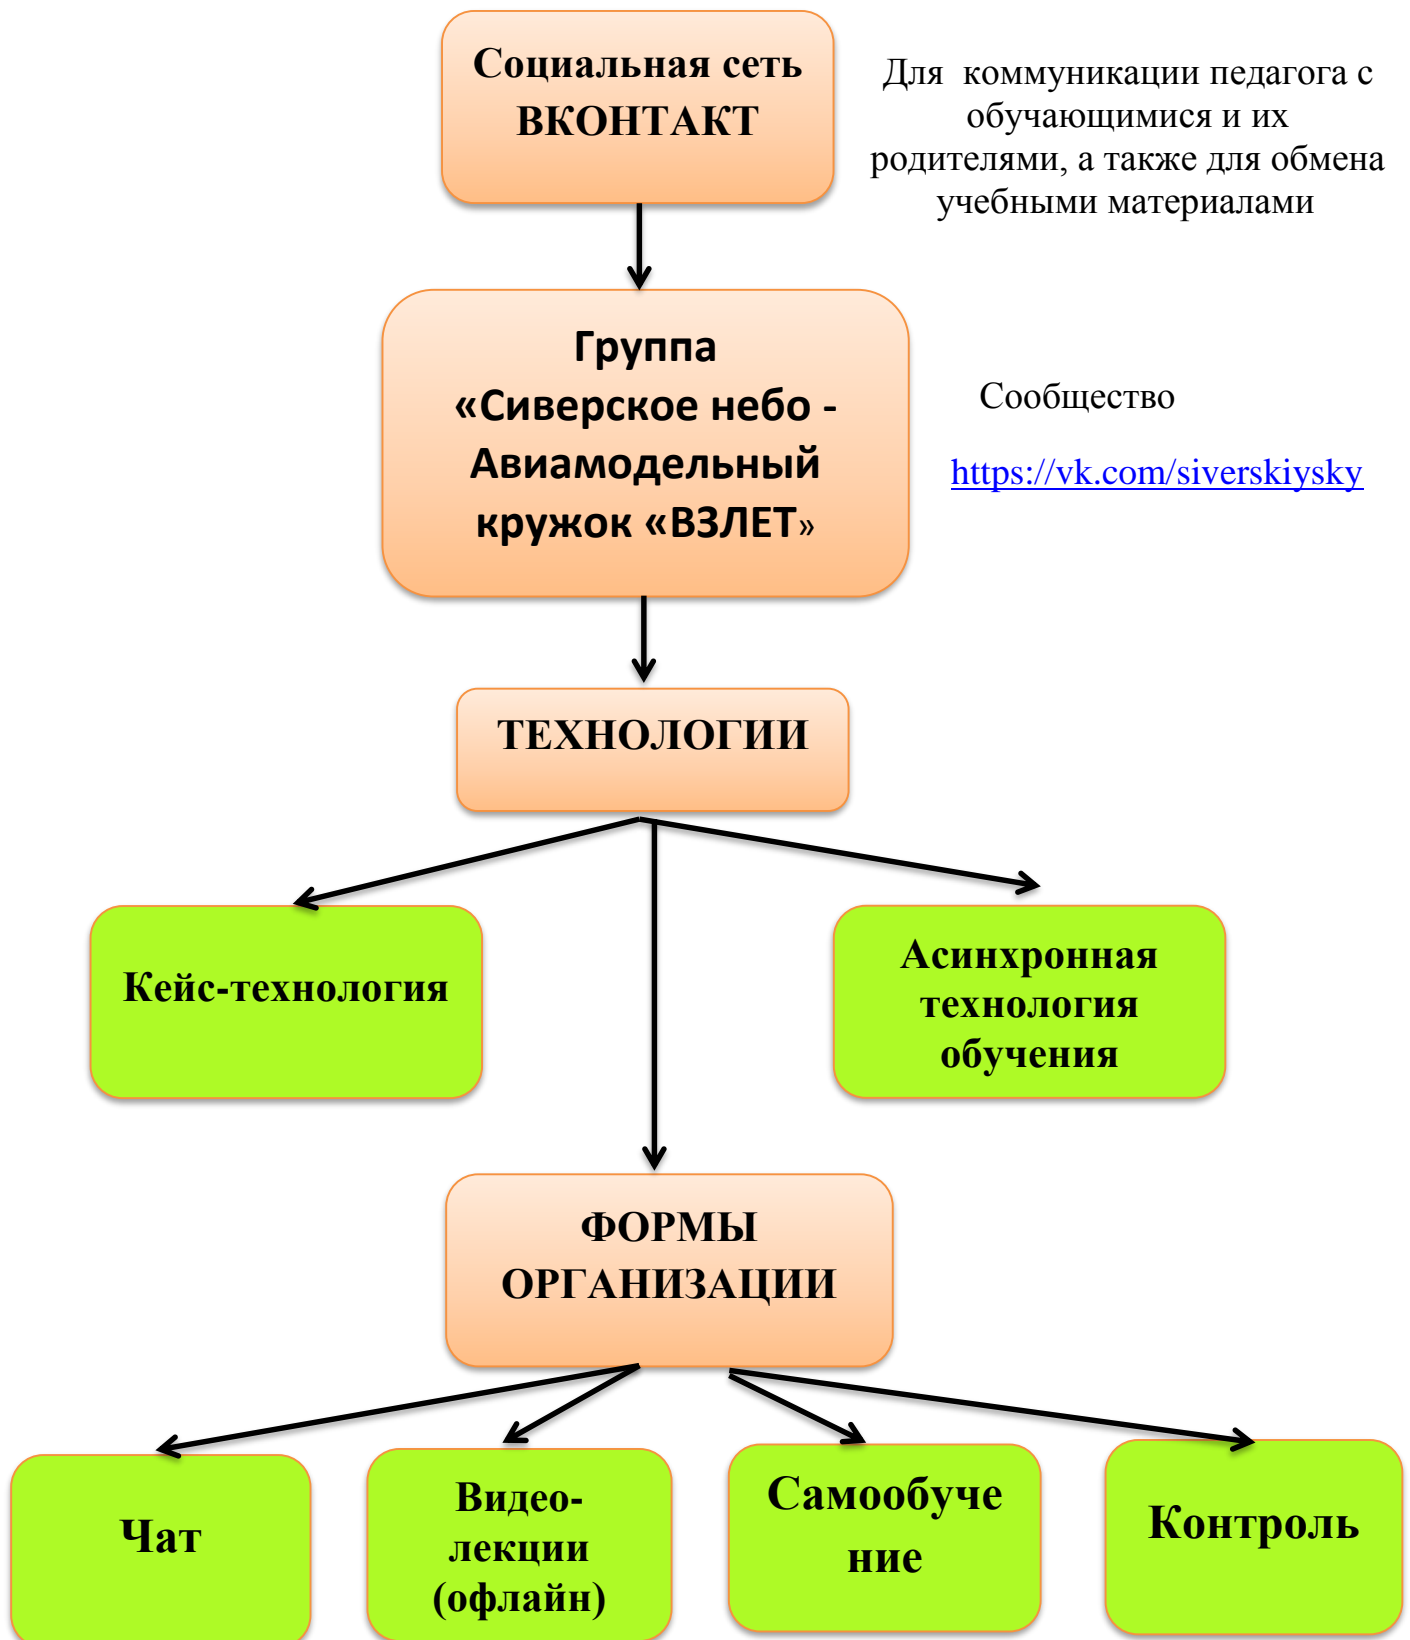 Социальная сеть
ВКОНТАКТ
Для коммуникации педагога с
обучающимися и их
родителями, а также для обмена
учебными материалами
Группа
«Сиверское небо -
Авиамодельный
кружок «ВЗЛЕТ»
Сообщество
https://vk.com/siverskiysky
ТЕХНОЛОГИИ
Кейс-технология
Асинхронная
технология
обучения
ФОРМЫ
ОРГАНИЗАЦИИ
Чат
Видео-
лекции
(офлайн)
Самообуче
ние
Контроль